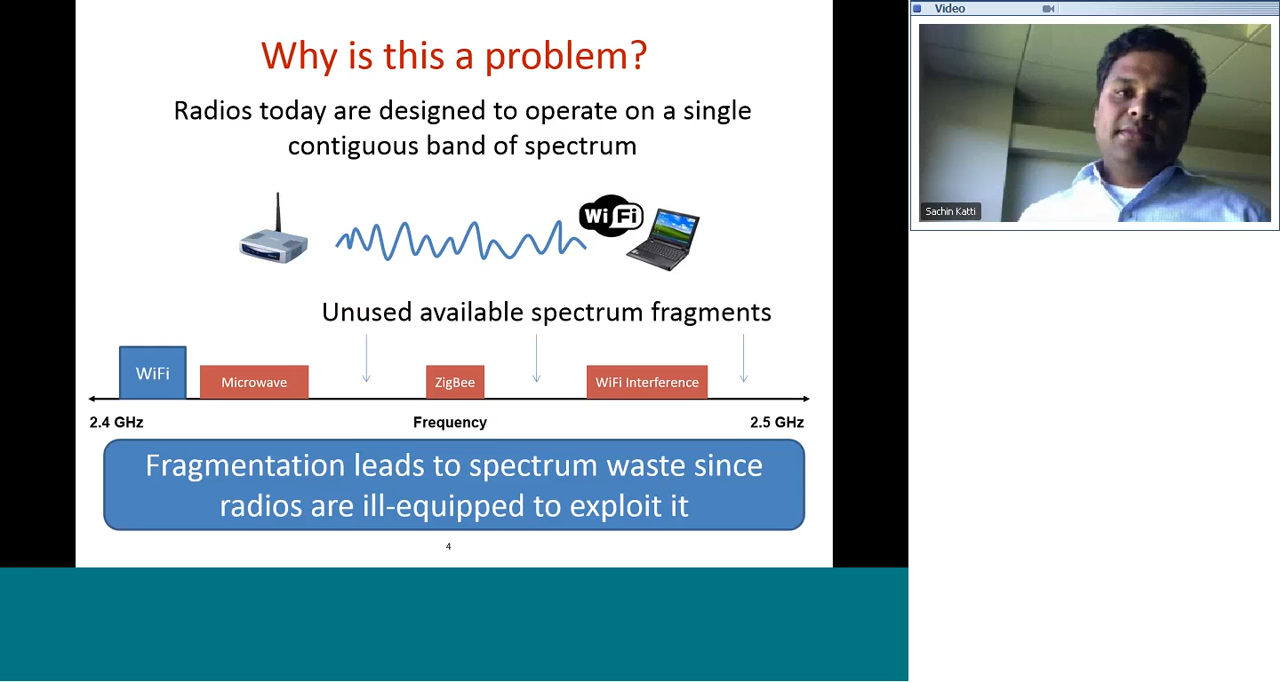 Why is this a problem?
Radios today are designed to operate on a single
contiguous band of spectrum
Wi Fi
Unused available spectrum fragments
WiFi
Microwave
ZigBee
WiFi Interference
2.4 GHz
Frequency
2.5 GHz
Fragmentation leads to spectrum waste since
radios are ill-equipped to exploit it
4
Video
Sachin Katti